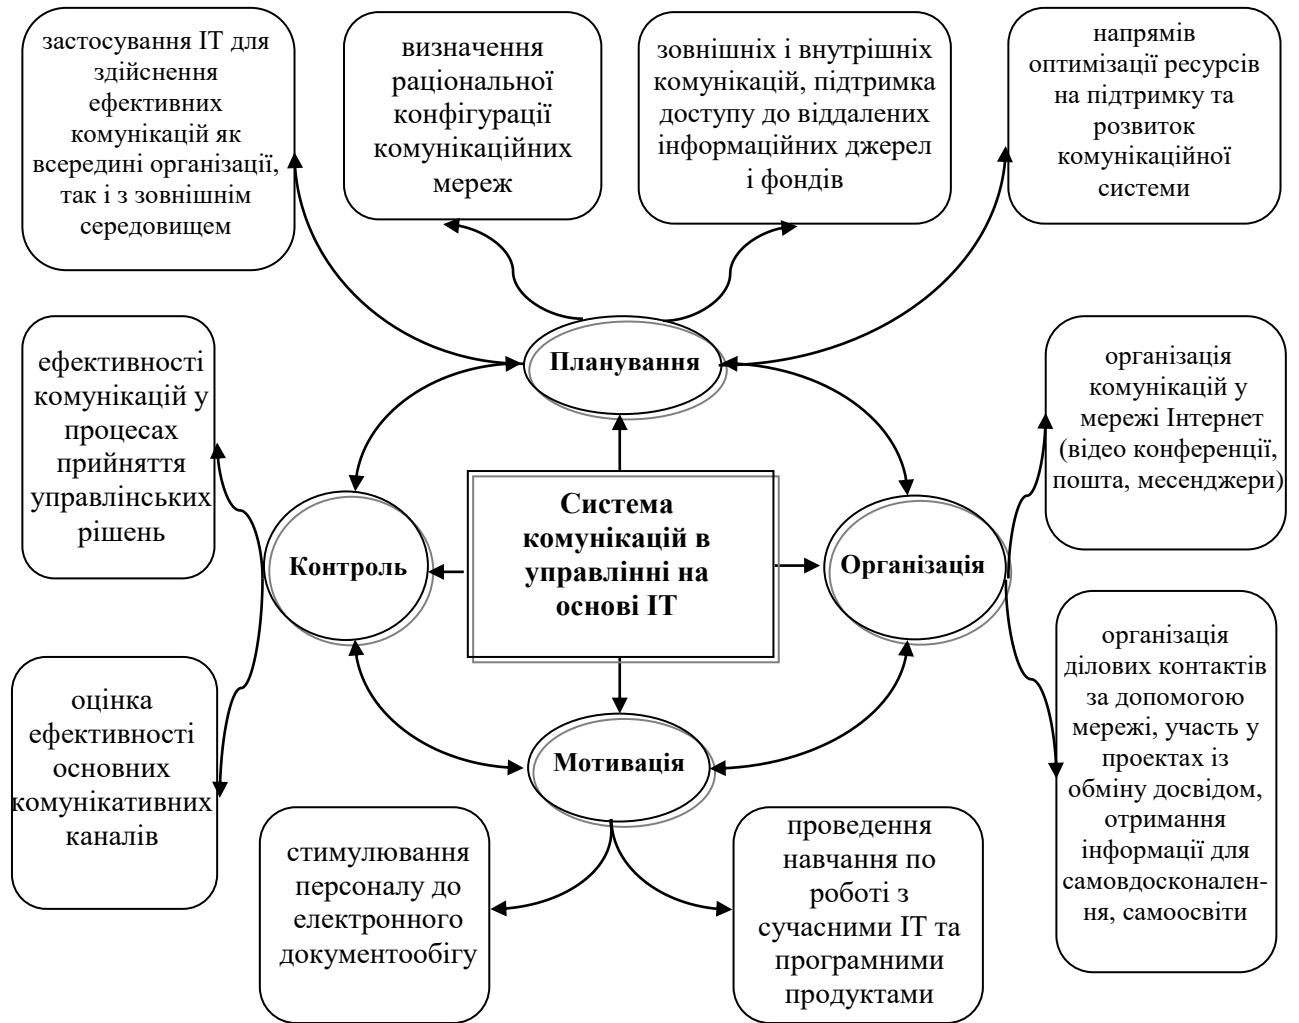 застосування ІТ для
здійснення
ефективних
комунікацій як
всередині організації,
так і з зовнішнім
середовищем
визначення
раціональної
конфігурації
комунікаційних
мереж
зовнішніх і внутрішніх
комунікацій, підтримка
доступу до віддалених
інформаційних джерел
і фондів
напрямів
оптимізації ресурсів
на підтримку та
розвиток
комунікаційної
системи
Планування
ефективності
комунікацій у
процесах
прийняття
управлінських
рішень
організація
комунікацій у
мережі Інтернет
(відео конференції,
пошта, месенджери)
Контроль
Система
комунікацій в
управлінні на
основі ІТ
Організація
оцінка
ефективності
основних
комунікативних
каналів
Мотивація
організація
ділових контактів
за допомогою
мережі, участь у
проектах із
обміну досвідом,
отримання
інформації для
самовдосконален-
ня, самоосвіти
стимулювання
персоналу до
електронного
документообігу
проведення
навчання по
роботі з
сучасними ІТ та
програмними
продуктами